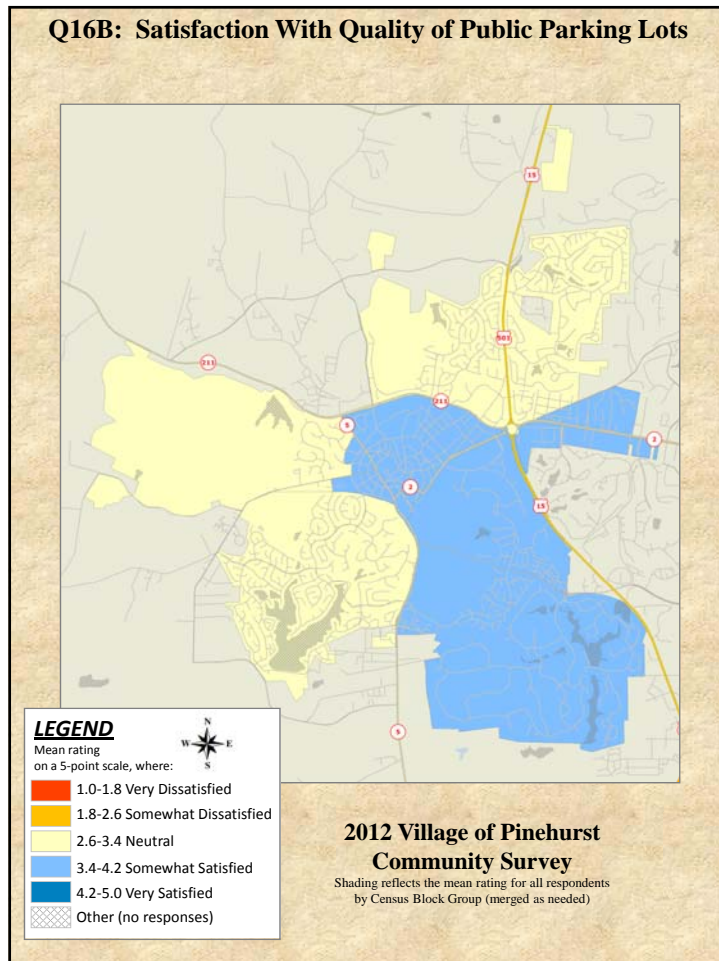 Q16B: Satisfaction With Quality of Public Parking Lots
15
501
211
211
5
2
2
15
5
LEGEND
Mean rating
on a 5-point scale, where:
N
W E
S
1.0-1.8 Very Dissatisfied
1.8-2.6 Somewhat Dissatisfied
2.6-3.4 Neutral
3.4-4.2 Somewhat Satisfied
4.2-5.0 Very Satisfied
Other (no responses)
2012 Village of Pinehurst
Community Survey
Shading reflects the mean rating for all respondents
by Census Block Group (merged as needed)